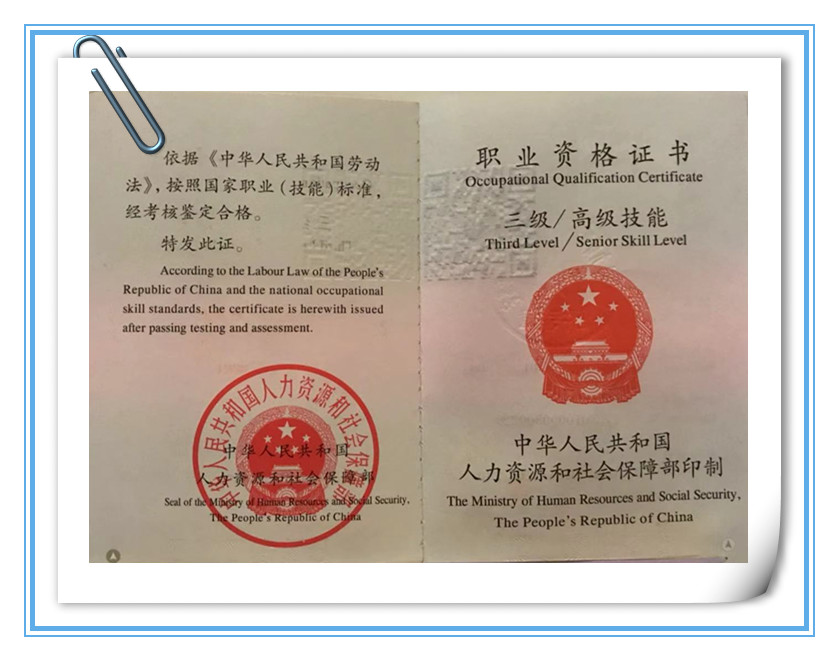 依据《中华人民共和国劳动
法》，按照国家职业（技能）标准，
经考核鉴定合格。
特发此证。
According to the Labour Law of the People's
Republic of China and the national occupational
skill standards, the certificate is herewith issued
after passing testing and assessment.
中华人民共和国人力资源和社会保障部
中华人民共和国
人力资源和社会保障部
Seal of the Ministry of Human Resources and Social Security,
The People's Republic of China
职业资格证书
Occupational Qualification Certificate
三级/高级技能
Third Level/Senior Skill Level
中华人民共和国
人力资源和社会保障部印制
The Ministry of Human Resources and Social Security,
The People's Republic of China